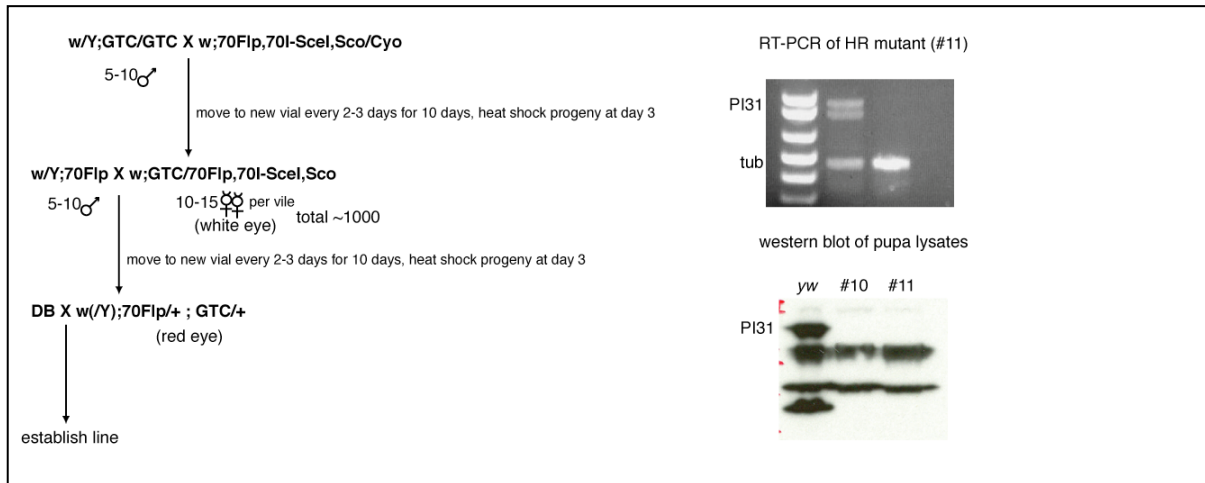 w/Y;GTC/GTC X w;70Flp,70I-SceI,Sco/Cyo
5-10♂
move to new vial every 2-3 days for 10 days, heat shock progeny at day 3
w/Y;70Flp X w;GTC/70Flp,70I-SceI,Sco
5-10♂
10-15 ☿☿ per vile
(white eye)
total ~1000
move to new vial every 2-3 days for 10 days, heat shock progeny at day 3
DB X w(/Y);70Flp/+ ; GTC/+
(red eye)
establish line
RT-PCR of HR mutant (#11)
PI31
tub
western blot of pupa lysates
yw #10 #11
PI31